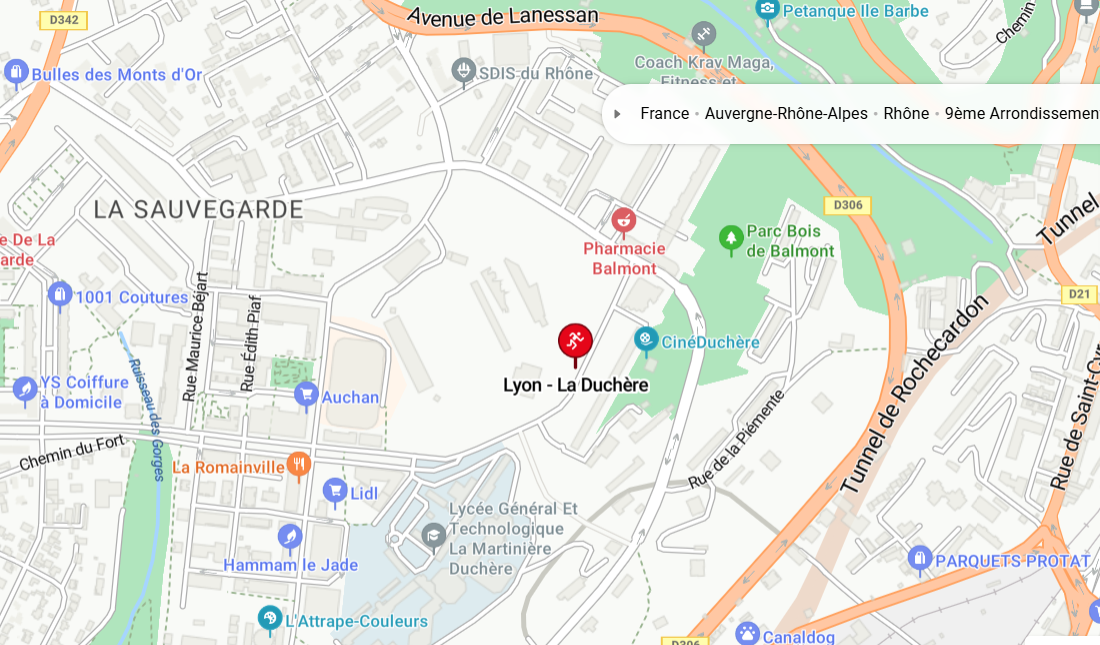 D342
Avenue de Lanessan
Petanque Ile Barbe
Chemin
Bulles des Monts d'Or
SDIS du Rhône
Coach Krav Maga,
Fitness et
France • Auvergne-Rhône-Alpes • Rhône • 9ème Arrondissement
LA SAUVEGARDE
D306
Tunnel
e De La
arde
Pharmacie
Balmont
Parc Bois
de Balmont
1001 Coutures
D21
Rue Maurice Béjart
Rue Édith Piaf
Ruisseau des Gorges
CinéDuchère
Tunnel de Rochecardon
YS Coiffure
à Domicile
Auchan
Lyon - La Duchère
Rue de Saint-Cyr
Chemin du Fort
Rue de la Piémente
La Romainville
Lidl
Lycée Général Et
Technologique
La Martinière
Duchère
Hammam le Jade
PARQUETS PROTAT
L'Attrape-Couleurs
D306
Canaldog